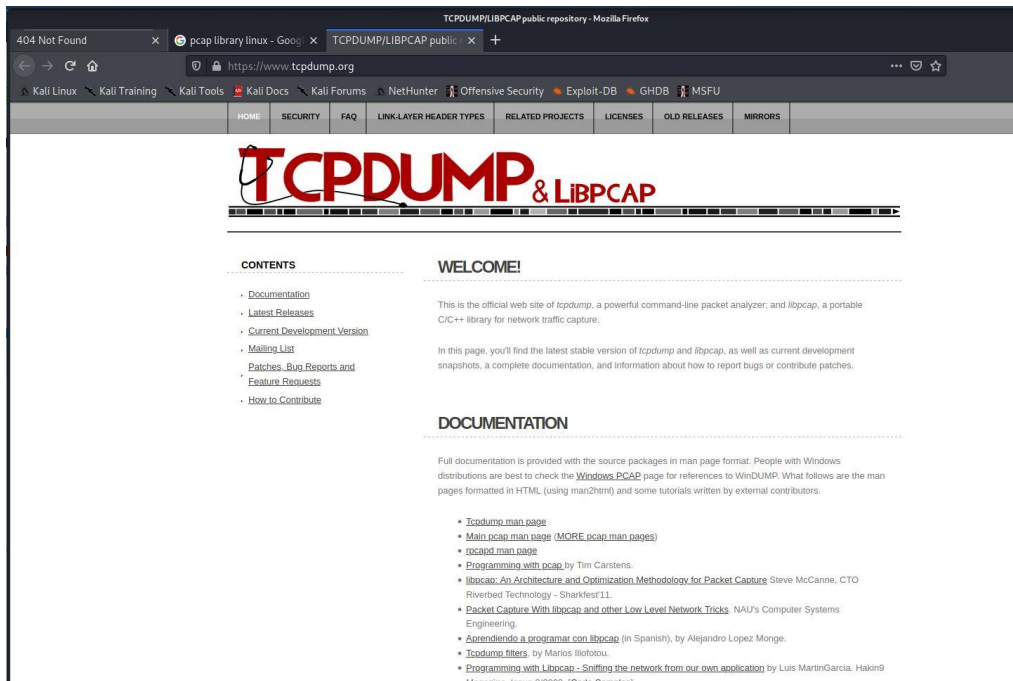 TCPDUMP/LIBPCAP public repository - Mozilla Firefox
404 Not Found
pcap library linux - Goog
TCPDUMP/LIBPCAP public r
https://www.tcpdump.org
Kali Linux Kali Training Kali Tools Kali Docs Kali Forums NetHunter Offensive Security Exploit-DB GHDB MSFU
HOME SECURITY FAQ LINK-LAYER HEADER TYPES RELATED PROJECTS LICENSES OLD RELEASES MIRRORS
TCPDUMP & LiBPCAP
CONTENTS
Documentation
Latest Releases
Current Development Version
Mailing List
Patches, Bug Reports and
Feature Requests
How to Contribute
WELCOME!
This is the official web site of tcpdump, a powerful command-line packet analyzer; and libpcap, a portable
C/C++ library for network traffic capture.
In this page, you'll find the latest stable version of tcpdump and libpcap, as well as current development
snapshots, a complete documentation, and information about how to report bugs or contribute patches.
DOCUMENTATION
Full documentation is provided with the source packages in man page format. People with Windows
distributions are best to check the Windows PCAP page for references to WinDUMP. What follows are the man
pages formatted in HTML (using man2html) and some tutorials written by external contributors.
Tcpdump man page
Main pcap man page (MORE pcap man pages)
rpcapd man page
Programming with pcap by Tim Carstens.
libpcap: An Architecture and Optimization Methodology for Packet Capture Steve McCanne, CTO
Riverbed Technology - Sharkfest'11.
Packet Capture With libpcap and other Low Level Network Tricks. NAU's Computer Systems
Engineering.
Aprendiendo a programar con libpcap (in Spanish), by Alejandro Lopez Monge.
Tcpdump filters, by Marios Iliofotou.
Programming with Libpcap - Sniffing the network from our own application by Luis MartinGarcia. Hakin9